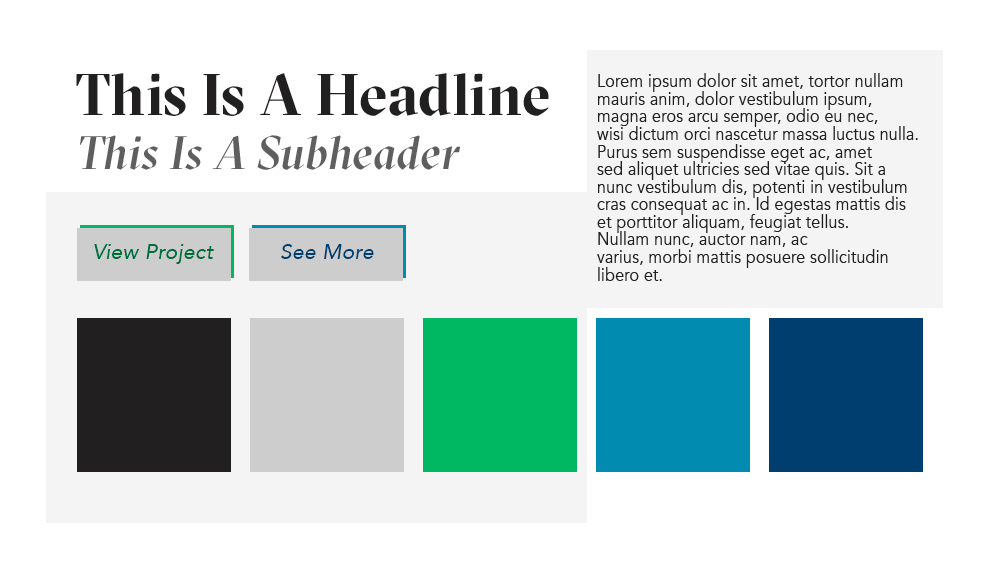 This Is A Headline
This Is A Subheader
Lorem ipsum dolor sit amet, tortor nullam
mauris anim, dolor vestibulum ipsum,
magna eros arcu semper, odio eu nec,
wisi dictum orci nascetur massa luctus nulla.
Purus sem suspendisse eget ac, amet
sed aliquet ultricies sed vitae quis. Sit a
nunc vestibulum dis, potenti in vestibulum
cras consequat ac in. Id egestas mattis dis
et porttitor aliquam, feugiat tellus.
Nullam nunc, auctor nam, ac
varius, morbi mattis posuere sollicitudin
libero et.
View Project
See More